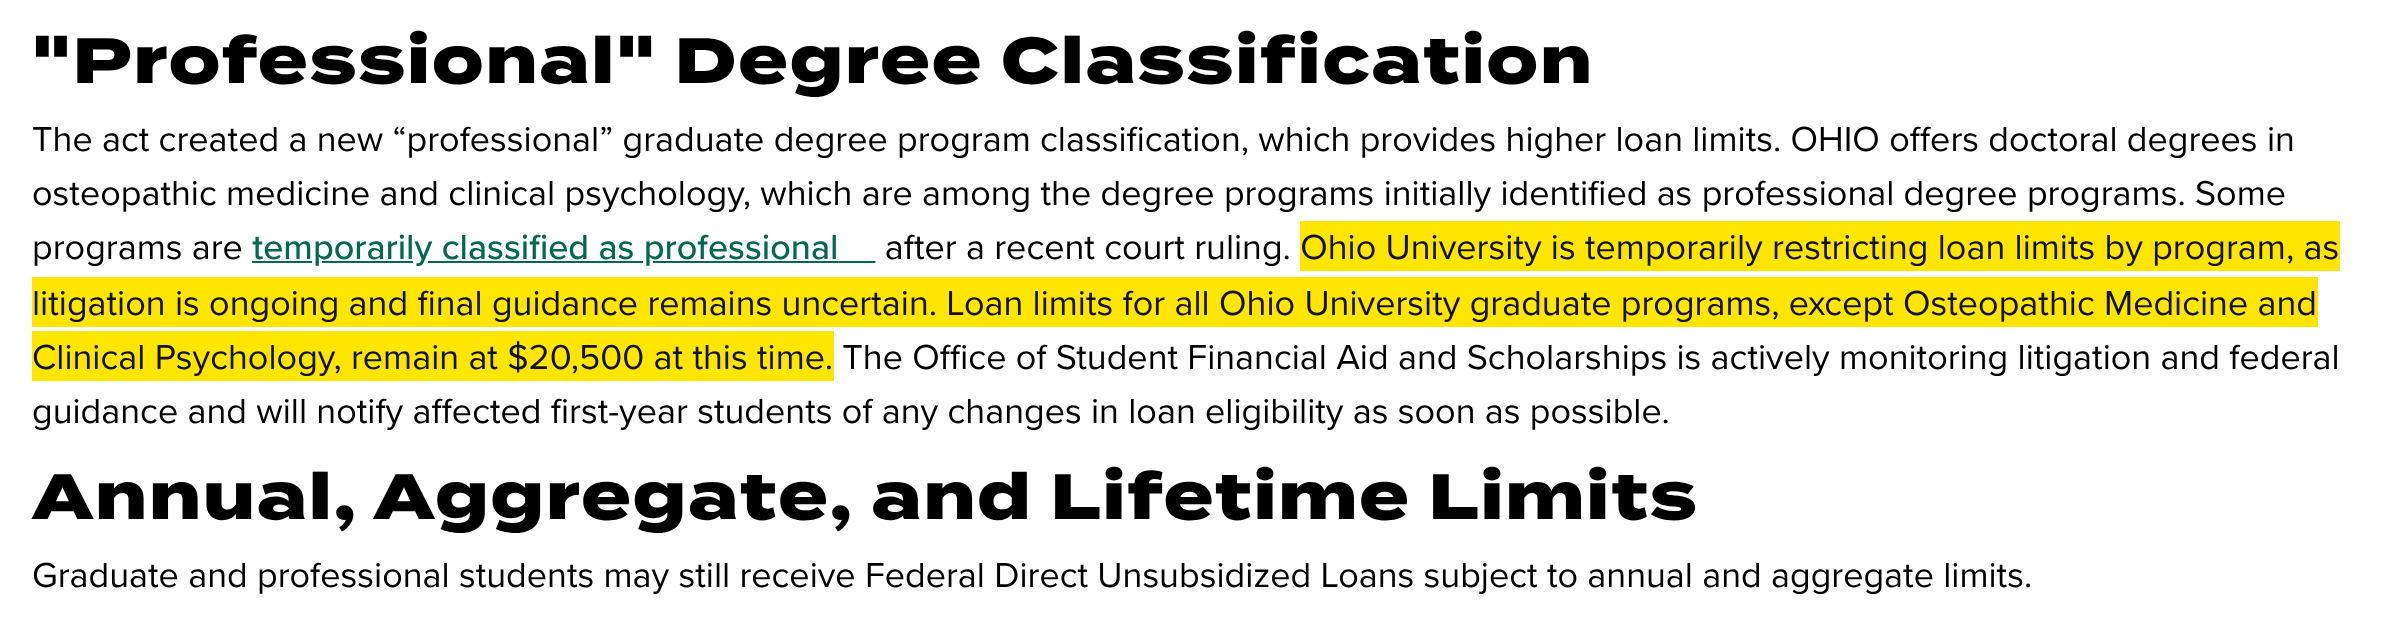 "Professional" Degree Classification
The act created a new “professional” graduate degree program classification, which provides higher loan limits. OHIO offers doctoral degrees in
osteopathic medicine and clinical psychology, which are among the degree programs initially identified as professional degree programs. Some
programs are temporarily classified as professional after a recent court ruling. Ohio University is temporarily restricting loan limits by program, as
litigation is ongoing and final guidance remains uncertain. Loan limits for all Ohio University graduate programs, except Osteopathic Medicine and
Clinical Psychology, remain at $20,500 at this time. The Office of Student Financial Aid and Scholarships is actively monitoring litigation and federal
guidance and will notify affected first-year students of any changes in loan eligibility as soon as possible.
Annual, Aggregate, and Lifetime Limits
Graduate and professional students may still receive Federal Direct Unsubsidized Loans subject to annual and aggregate limits.